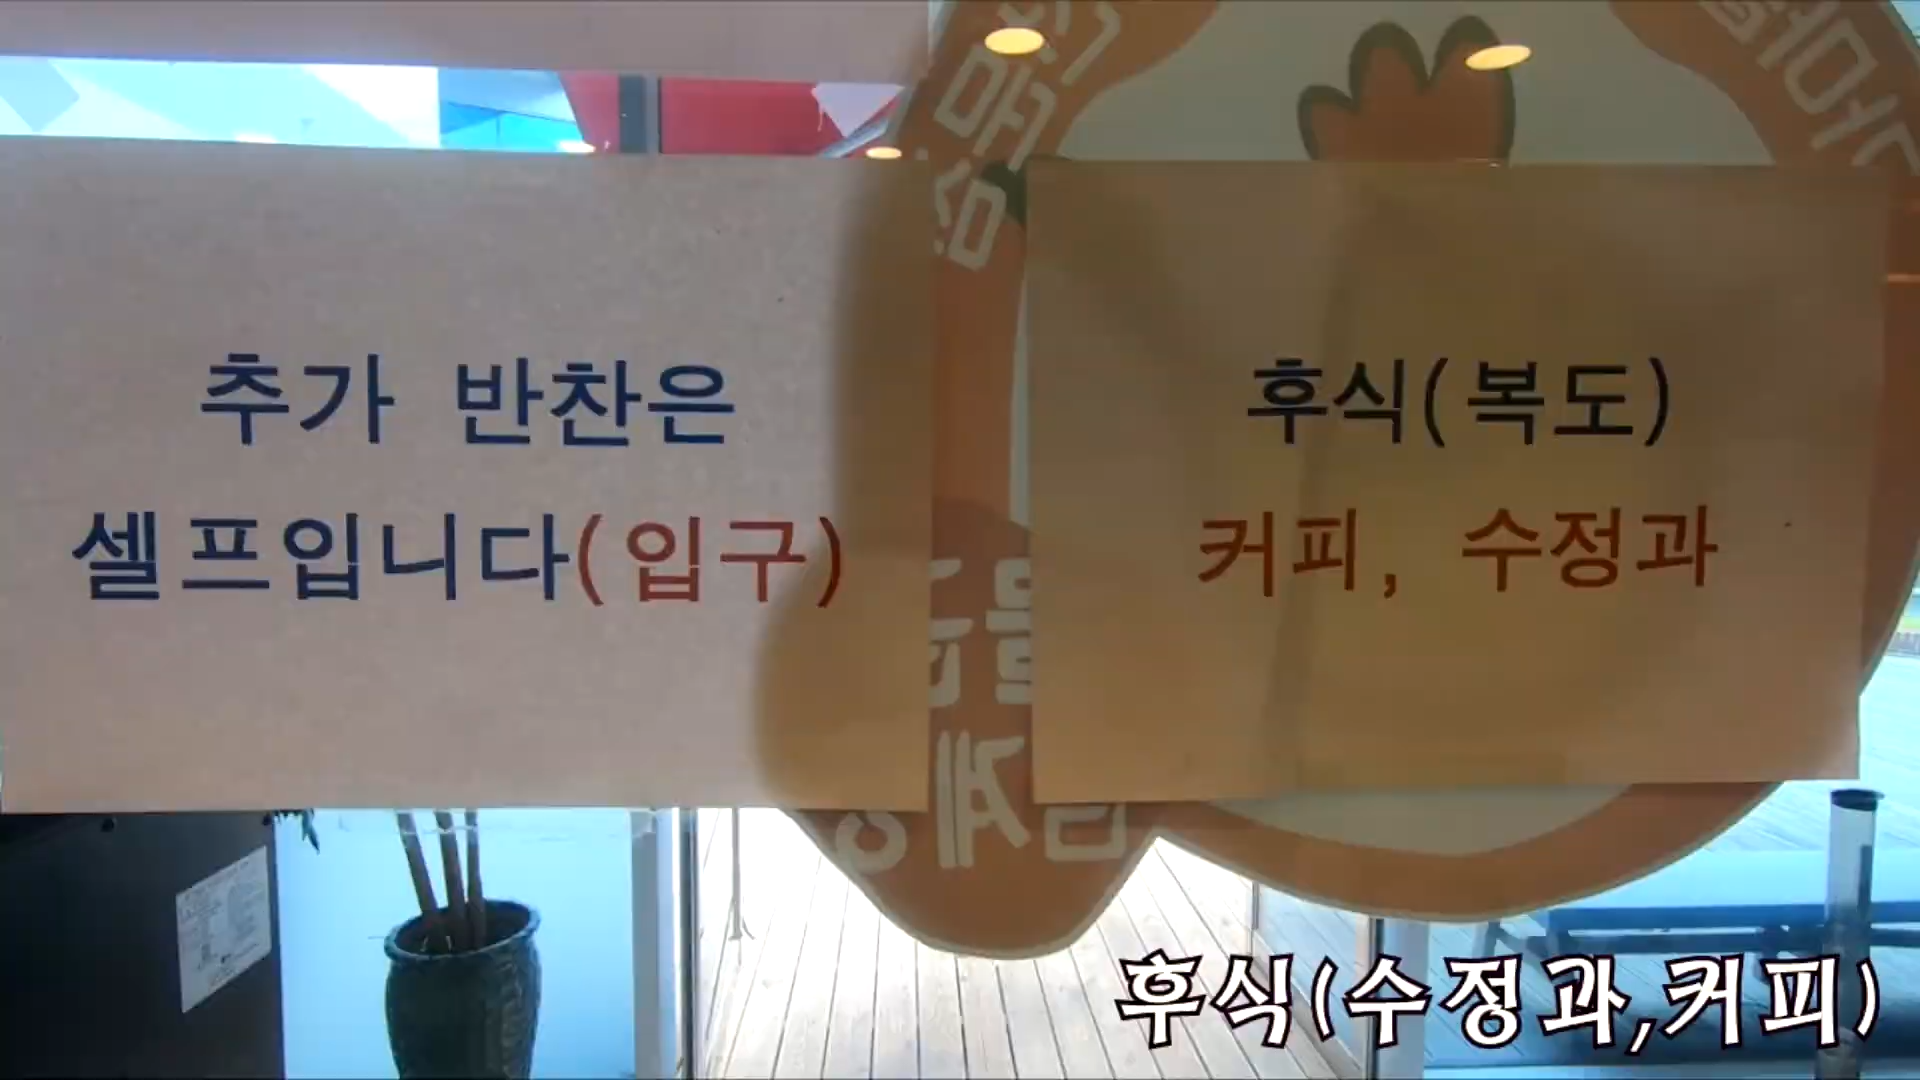 추가 반찬은
셀프입니다(입구)
후식(복도)
커피, 수정과
후식(수정과,커피)